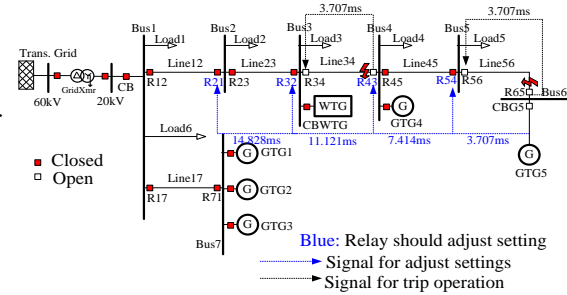 3.707ms
3.707ms
Bus1
Bus2
Bus3
Bus4
Bus5
Load1
Load2
Load3
Load4
Load5
Trans. Grid
Line12
Line23
Line34
Line45
Line56
GridXmr
CB
60kV
20kV
R12
R21
R23
R32
R34
R43
R45
R54
R56
R65
Bus6
CBG5
WTG
CBWTG
G
GTG4
Load6
14.828ms
11.121ms
7.414ms
3.707ms
G
GTG1
G
GTG5
Closed
Open
Line17
G
GTG2
R17
R71
G
GTG3
Bus7
Blue: Relay should adjust setting
Signal for adjust settings
Signal for trip operation